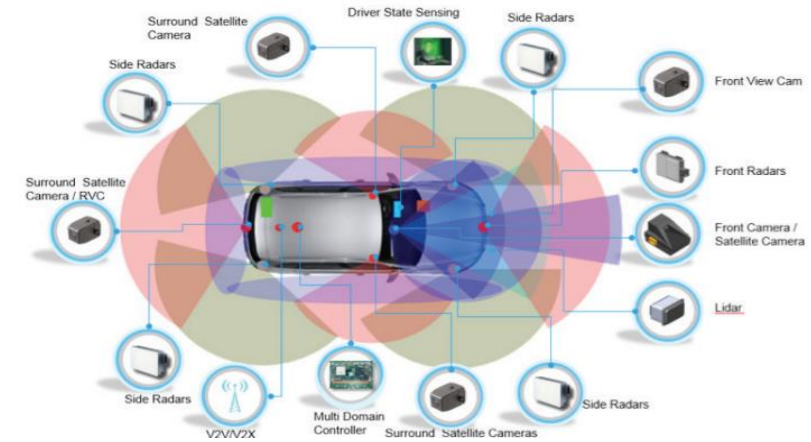 Driver State Sensing
Surround Satellite
Camera
Side Radars
Side Radars
Front View Cam
Front Radars
Surround Satellite
Camera / RVC
Front Camera /
Satellite Camera
Lidar
Side Radars
V2V/V2X
Multi Domain
Controller
Surround Satellite Cameras
Side Radars